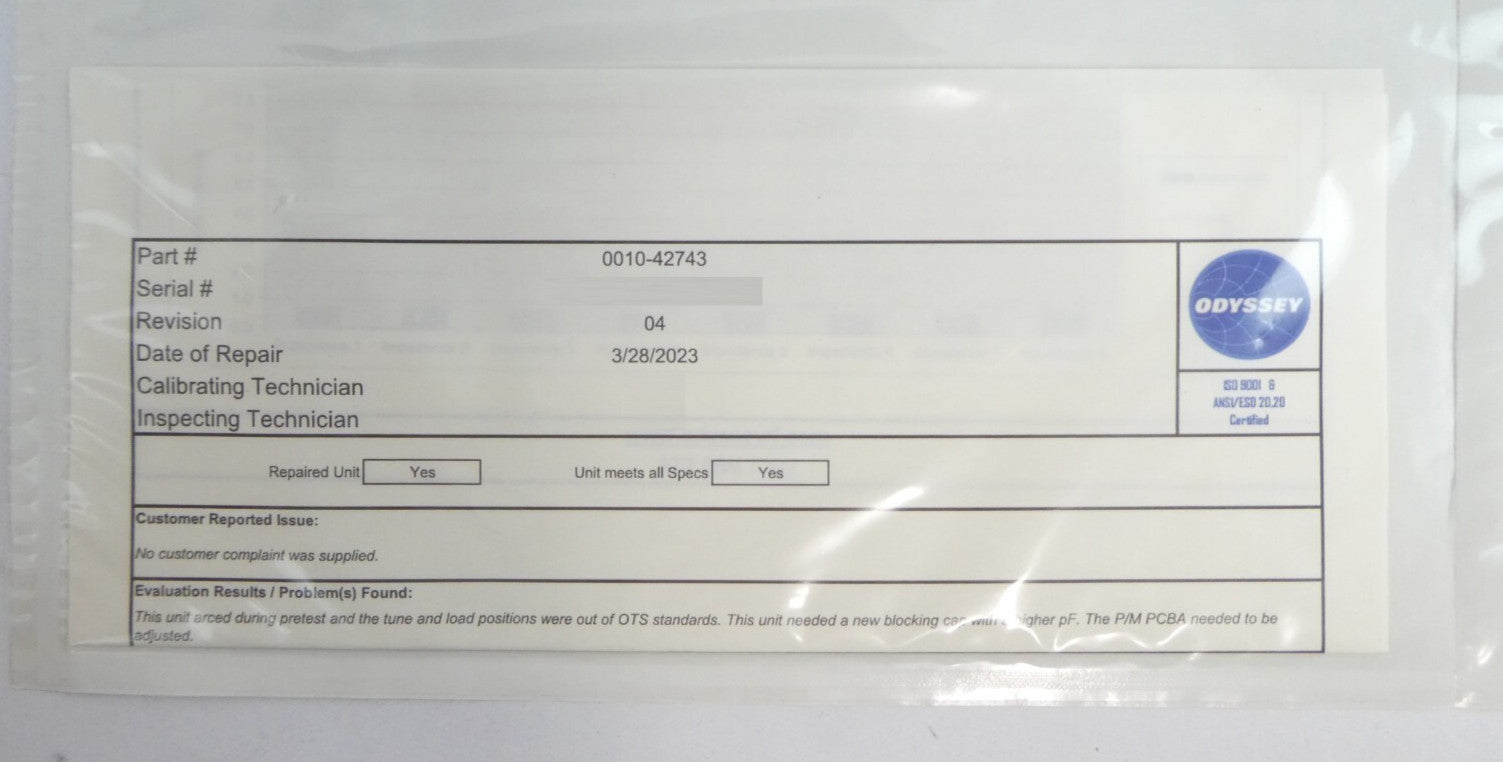 Part # 0010-42743
Serial #
Revision 04
Date of Repair 3/28/2023
Calibrating Technician
Inspecting Technician
ODYSSEY
ISO 9001 &
ANSI/ESD 20.20
Certified
Repaired Unit Yes Unit meets all Specs Yes
Customer Reported Issue:
No customer complaint was supplied.
Evaluation Results / Problem(s) Found:
This unit arced during pretest and the tune and load positions were out of OTS standards. This unit needed a new blocking cap with a higher pF. The P/M PCBA needed to be
adjusted.